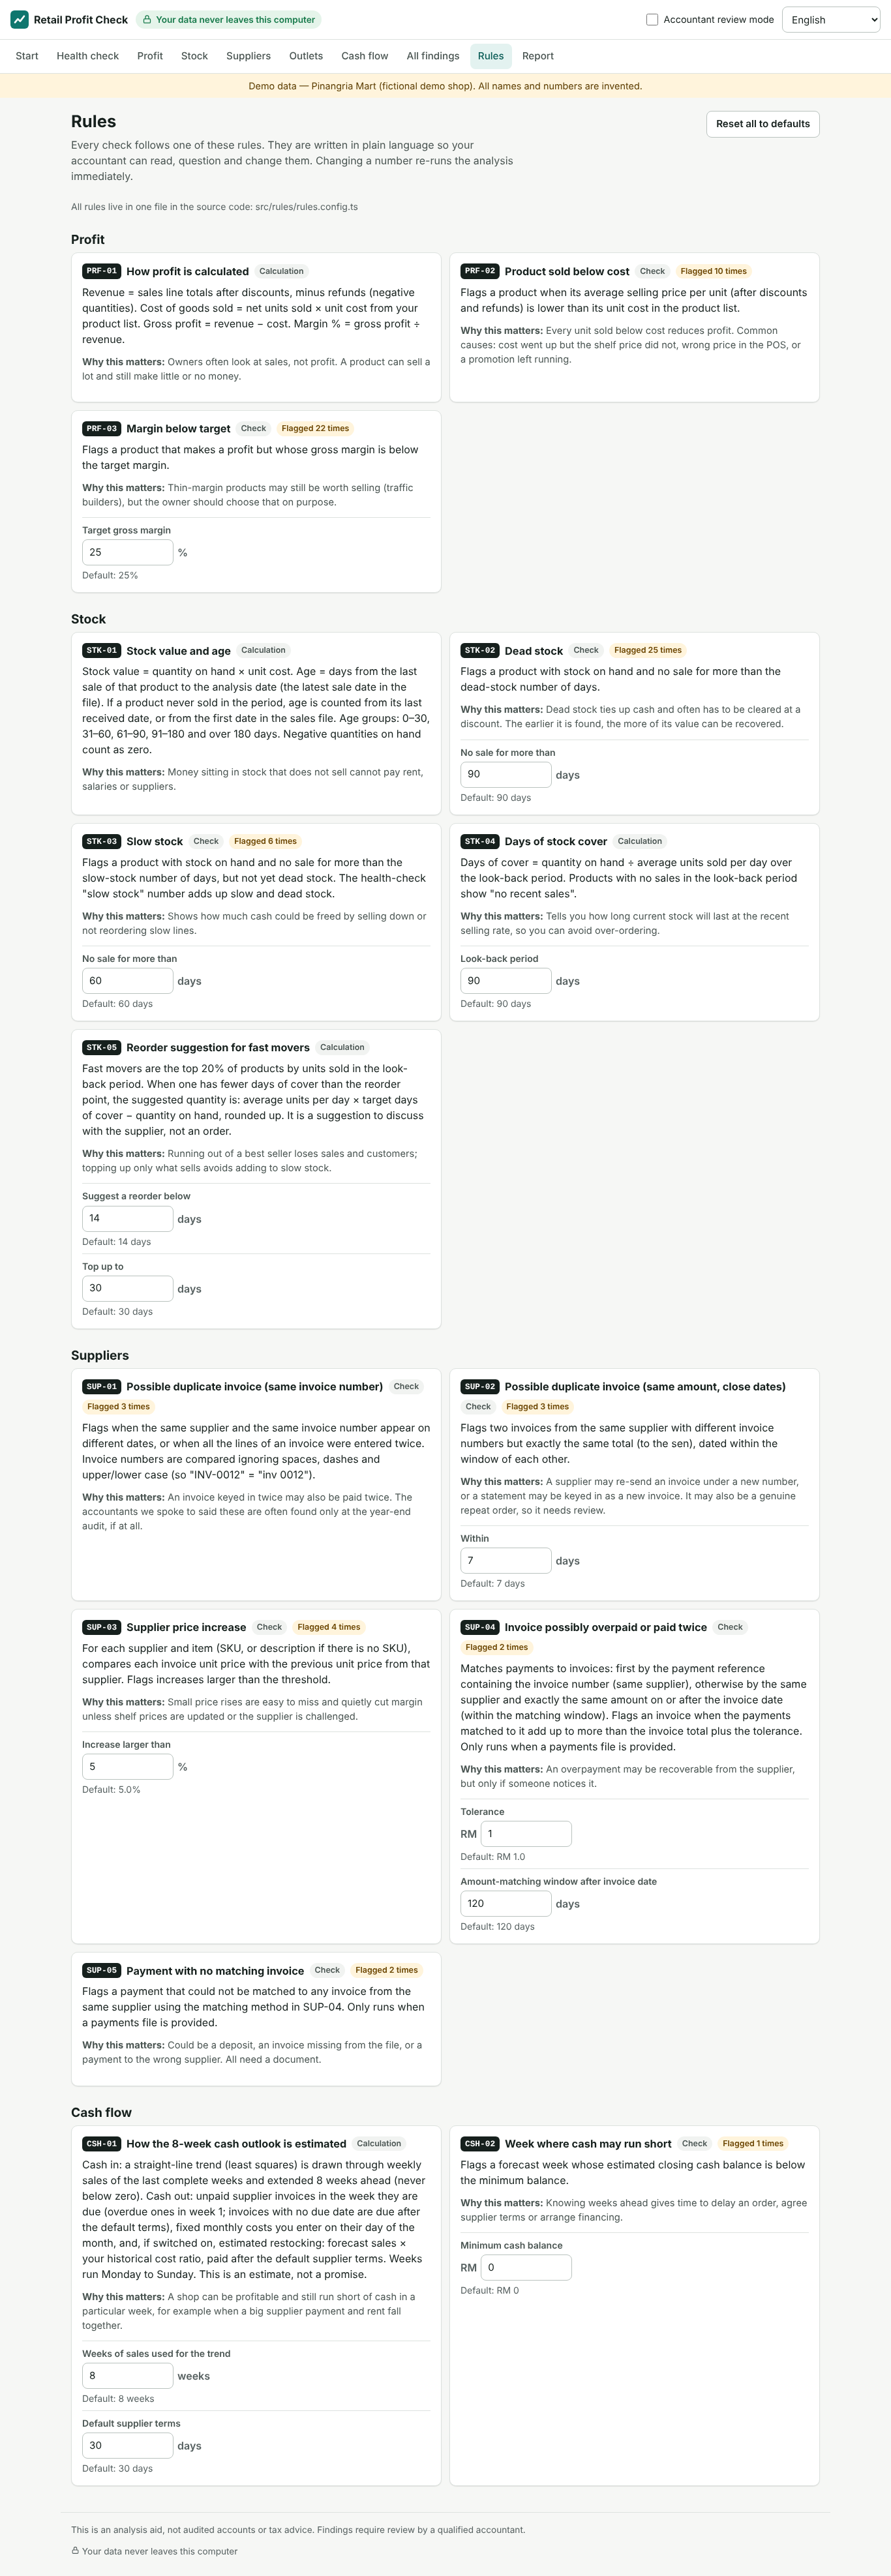 Retail Profit Check
Your data never leaves this computer
Accountant review mode
English
Start
Health check
Profit
Stock
Suppliers
Outlets
Cash flow
All findings
Rules
Report
Demo data — Pinangria Mart (fictional demo shop). All names and numbers are invented.
Rules
Reset all to defaults
Every check follows one of these rules. They are written in plain language so your
accountant can read, question and change them. Changing a number re-runs the analysis
immediately.
All rules live in one file in the source code: src/rules/rules.config.ts
Profit
PRF-01 How profit is calculated Calculation
Revenue = sales line totals after discounts, minus refunds (negative
quantities). Cost of goods sold = net units sold × unit cost from your
product list. Gross profit = revenue − cost. Margin % = gross profit ÷
revenue.
Why this matters: Owners often look at sales, not profit. A product can sell a
lot and still make little or no money.
PRF-02 Product sold below cost Check Flagged 10 times
Flags a product when its average selling price per unit (after discounts
and refunds) is lower than its unit cost in the product list.
Why this matters: Every unit sold below cost reduces profit. Common
causes: cost went up but the shelf price did not, wrong price in the POS, or
a promotion left running.
PRF-03 Margin below target Check Flagged 22 times
Flags a product that makes a profit but whose gross margin is below
the target margin.
Why this matters: Thin-margin products may still be worth selling (traffic
builders), but the owner should choose that on purpose.
Target gross margin
25 %
Default: 25%
Stock
STK-01 Stock value and age Calculation
Stock value = quantity on hand × unit cost. Age = days from the last
sale of that product to the analysis date (the latest sale date in the
file). If a product never sold in the period, age is counted from its last
received date, or from the first date in the sales file. Age groups: 0–30,
31–60, 61–90, 91–180 and over 180 days. Negative quantities on hand
count as zero.
Why this matters: Money sitting in stock that does not sell cannot pay rent,
salaries or suppliers.
STK-02 Dead stock Check Flagged 25 times
Flags a product with stock on hand and no sale for more than the
dead-stock number of days.
Why this matters: Dead stock ties up cash and often has to be cleared at a
discount. The earlier it is found, the more of its value can be recovered.
No sale for more than
90 days
Default: 90 days
STK-03 Slow stock Check Flagged 6 times
Flags a product with stock on hand and no sale for more than the
slow-stock number of days, but not yet dead stock. The health-check
"slow stock" number adds up slow and dead stock.
Why this matters: Shows how much cash could be freed by selling down or
not reordering slow lines.
No sale for more than
60 days
Default: 60 days
STK-04 Days of stock cover Calculation
Days of cover = quantity on hand ÷ average units sold per day over
the look-back period. Products with no sales in the look-back period
show "no recent sales".
Why this matters: Tells you how long current stock will last at the recent
selling rate, so you can avoid over-ordering.
Look-back period
90 days
Default: 90 days
STK-05 Reorder suggestion for fast movers Calculation
Fast movers are the top 20% of products by units sold in the look-
back period. When one has fewer days of cover than the reorder
point, the suggested quantity is: average units per day × target days
of cover − quantity on hand, rounded up. It is a suggestion to discuss
with the supplier, not an order.
Why this matters: Running out of a best seller loses sales and customers;
topping up only what sells avoids adding to slow stock.
Suggest a reorder below
14 days
Default: 14 days
Top up to
30 days
Default: 30 days
Suppliers
SUP-01 Possible duplicate invoice (same invoice number) Check
Flagged 3 times
Flags when the same supplier and the same invoice number appear on
different dates, or when all the lines of an invoice were entered twice.
Invoice numbers are compared ignoring spaces, dashes and
upper/lower case (so "INV-0012" = "inv 0012").
Why this matters: An invoice keyed in twice may also be paid twice. The
accountants we spoke to said these are often found only at the year-end
audit, if at all.
SUP-02 Possible duplicate invoice (same amount, close dates)
Check Flagged 3 times
Flags two invoices from the same supplier with different invoice
numbers but exactly the same total (to the sen), dated within the
window of each other.
Why this matters: A supplier may re-send an invoice under a new number,
or a statement may be keyed in as a new invoice. It may also be a genuine
repeat order, so it needs review.
Within
7 days
Default: 7 days
SUP-03 Supplier price increase Check Flagged 4 times
For each supplier and item (SKU, or description if there is no SKU),
compares each invoice unit price with the previous unit price from that
supplier. Flags increases larger than the threshold.
Why this matters: Small price rises are easy to miss and quietly cut margin
unless shelf prices are updated or the supplier is challenged.
Increase larger than
5 %
Default: 5.0%
SUP-04 Invoice possibly overpaid or paid twice Check
Flagged 2 times
Matches payments to invoices: first by the payment reference
containing the invoice number (same supplier), otherwise by the same
supplier and exactly the same amount on or after the invoice date
(within the matching window). Flags an invoice when the payments
matched to it add up to more than the invoice total plus the tolerance.
Only runs when a payments file is provided.
Why this matters: An overpayment may be recoverable from the supplier,
but only if someone notices it.
Tolerance
RM 1
Default: RM 1.0
Amount-matching window after invoice date
120 days
Default: 120 days
SUP-05 Payment with no matching invoice Check Flagged 2 times
Flags a payment that could not be matched to any invoice from the
same supplier using the matching method in SUP-04. Only runs when
a payments file is provided.
Why this matters: Could be a deposit, an invoice missing from the file, or a
payment to the wrong supplier. All need a document.
Cash flow
CSH-01 How the 8-week cash outlook is estimated Calculation
Cash in: a straight-line trend (least squares) is drawn through weekly
sales of the last complete weeks and extended 8 weeks ahead (never
below zero). Cash out: unpaid supplier invoices in the week they are
due (overdue ones in week 1; invoices with no due date are due after
the default terms), fixed monthly costs you enter on their day of the
month, and, if switched on, estimated restocking: forecast sales ×
your historical cost ratio, paid after the default supplier terms. Weeks
run Monday to Sunday. This is an estimate, not a promise.
Why this matters: A shop can be profitable and still run short of cash in a
particular week, for example when a big supplier payment and rent fall
together.
Weeks of sales used for the trend
8 weeks
Default: 8 weeks
Default supplier terms
30 days
Default: 30 days
CSH-02 Week where cash may run short Check Flagged 1 times
Flags a forecast week whose estimated closing cash balance is below
the minimum balance.
Why this matters: Knowing weeks ahead gives time to delay an order, agree
supplier terms or arrange financing.
Minimum cash balance
RM 0
Default: RM 0
This is an analysis aid, not audited accounts or tax advice. Findings require review by a qualified accountant.
Your data never leaves this computer